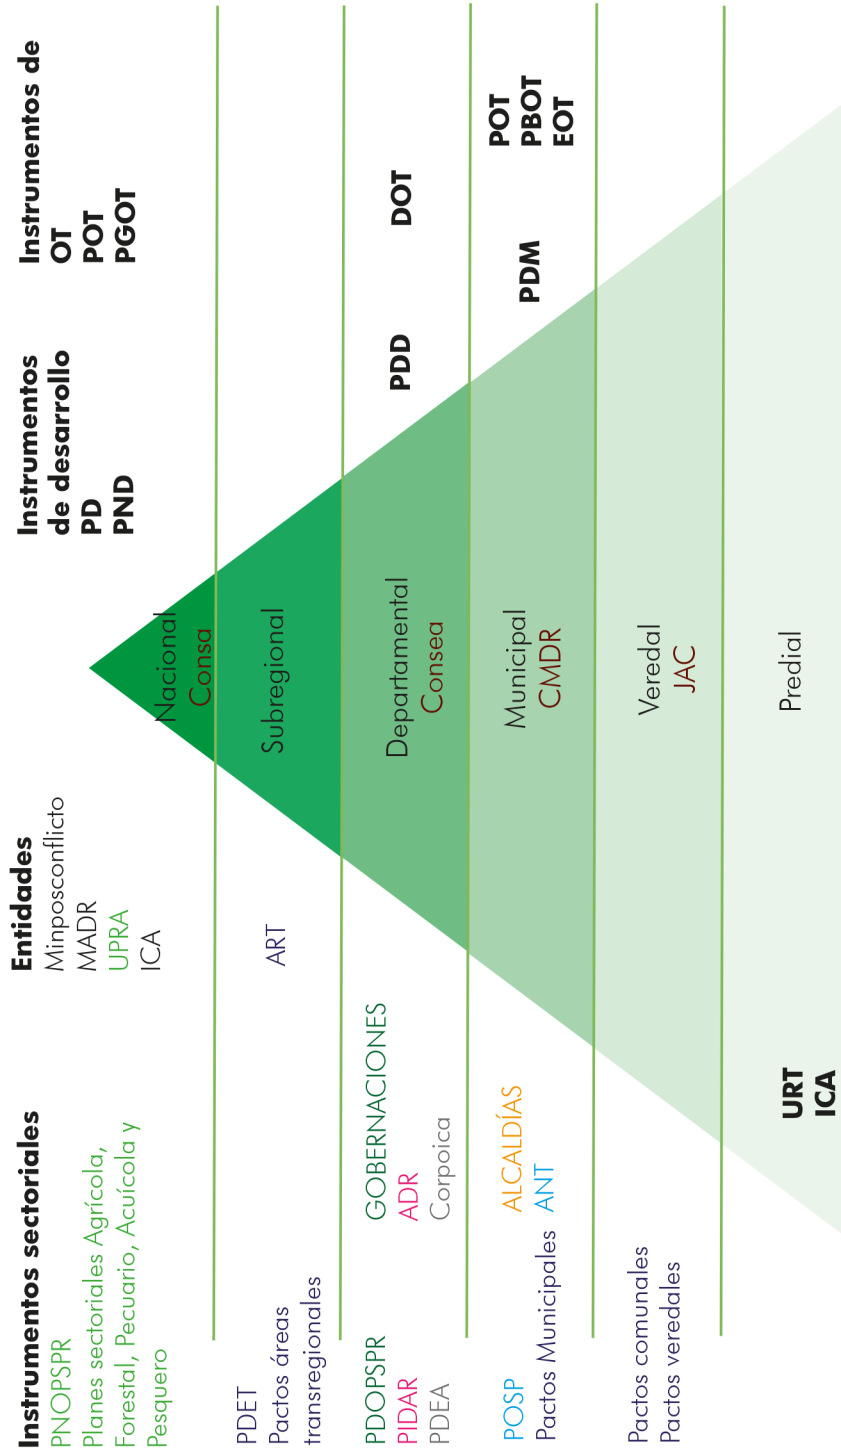 Instrumentos sectoriales
PNOPSPR
Planes sectoriales Agrícola,
Forestal, Pecuario, Acuícola y
Pesquero
Entidades
Minposconflicto
MADR
UPRA
ICA
Nacional
Consa
Instrumentos
de desarrollo
PD
PND
Instrumentos de
OT
POT
PGOT
PDET
Pactos áreas
transregionales
ART
Subregional
PDOPSPR
PIDAR
PDEA
GOBERNACIONES
ADR
Corpoica
Departamental
Consea
PDD
DOT
POSP
Pactos Municipales
ALCALDÍAS
ANT
Municipal
CMDR
PDM
POT
PBOT
EOT
Pactos comunales
Pactos veredales
Veredal
JAC
URT
ICA
Predial